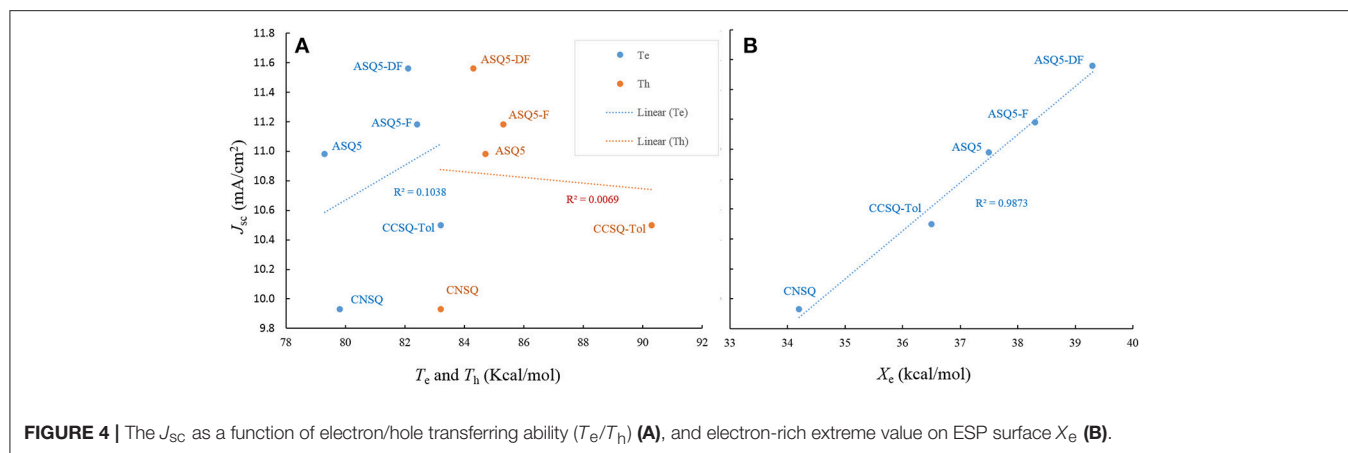 A
11.8
11.6
11.4
11.2
11.0
10.8
10.6
10.4
10.2
10.0
9.8
Jsc (mA/cm²)
ASQ5-DF
ASQ5-F
ASQ5
CCSQ-Tol
CNSQ
R² = 0.1038
ASQ5-DF
ASQ5-F
ASQ5
CCSQ-Tol
CNSQ
R² = 0.0069
Te
Th
Linear (Te)
Linear (Th)
78 80 82 84 86 88 90 92
Te and Th (Kcal/mol)
B
ASQ5-DF
ASQ5-F
ASQ5
CCSQ-Tol
CNSQ
R² = 0.9873
33 34 35 36 37 38 39 40
Xe (kcal/mol)
FIGURE 4 | The Jsc as a function of electron/hole transferring ability (Te/Th) (A), and electron-rich extreme value on ESP surface Xe (B).